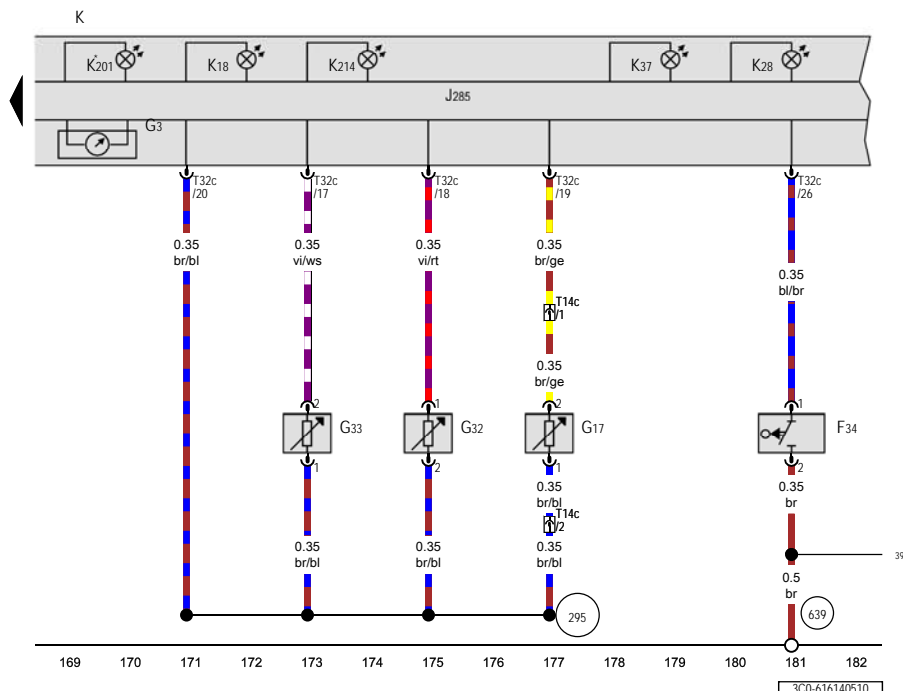 K
K201 K18 K214 K37 K28
J285
G3
T32c T32c T32c T32c T32c
/20 /17 /18 /19 /26
0.35 0.35 0.35 0.35
br/bl vi/ws vi/rt br/ge
0.35
bl/br
T14c
/1
0.35
br/ge
2 1 2 1
G33 G32 G17 F34
1 2 1 2
0.35 0.35
br/bl br
T14c
/2
0.35 0.35 0.35
br/bl br/bl br/bl
39
0.5
br
295 639
169 170 171 172 173 174 175 176 177 178 179 180 181 182
3C0-616140510